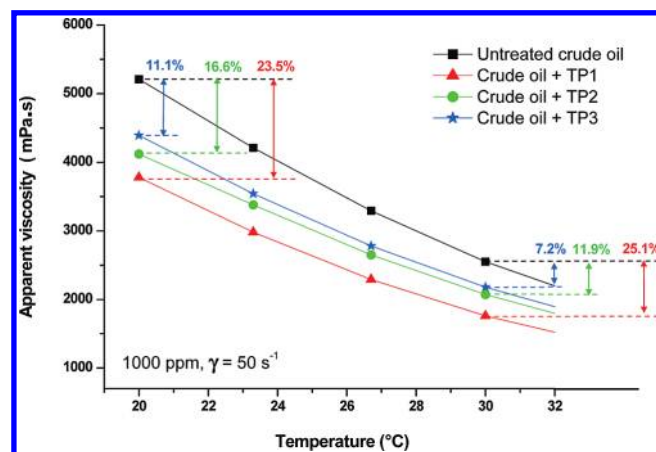 6000
5000
4000
3000
2000
1000
Apparent viscosity ( mPa.s)
11.1%
16.6%
23.5%
Untreated crude oil
Crude oil + TP1
Crude oil + TP2
Crude oil + TP3
7.2%
11.9%
25.1%
1000 ppm, γ = 50 s-1
20
22
24
26
28
30
32
Temperature (°C)